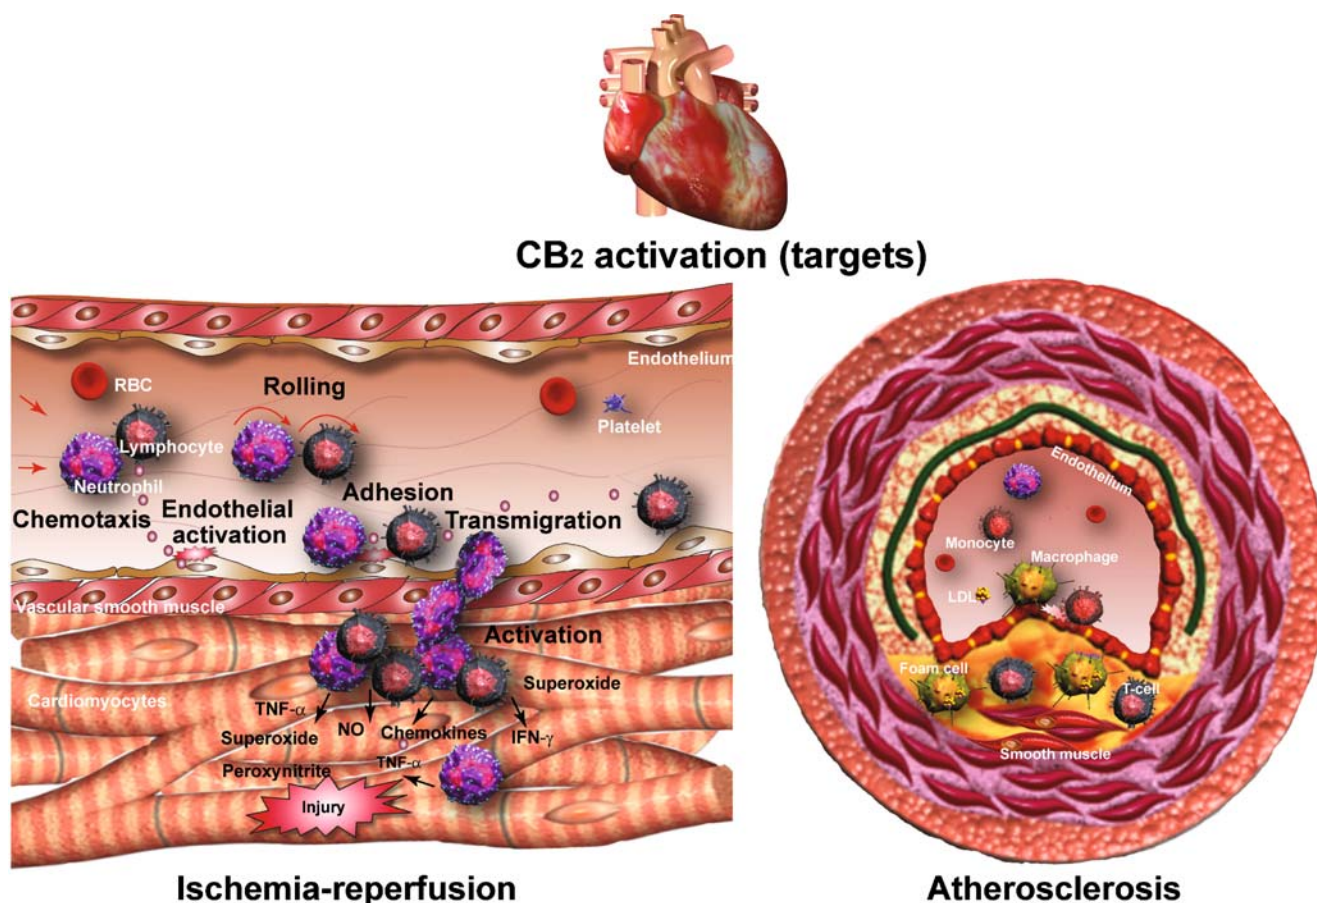 CB2 activation (targets)
Endothelium
RBC
Rolling
Platelet
Lymphocyte
Neutrophil
Adhesion
Chemotaxis
Endothelial
activation
Transmigration
Vascular smooth muscle
Activation
Cardiomyocytes
Superoxide
TNF-α
Superoxide
NO
Chemokines
IFN-γ
Peroxynitrite
TNF-α
Injury
Ischemia-reperfusion
Endothelium
Monocyte
Macrophage
LDL
Foam cell
T-cell
Smooth muscle
Atherosclerosis